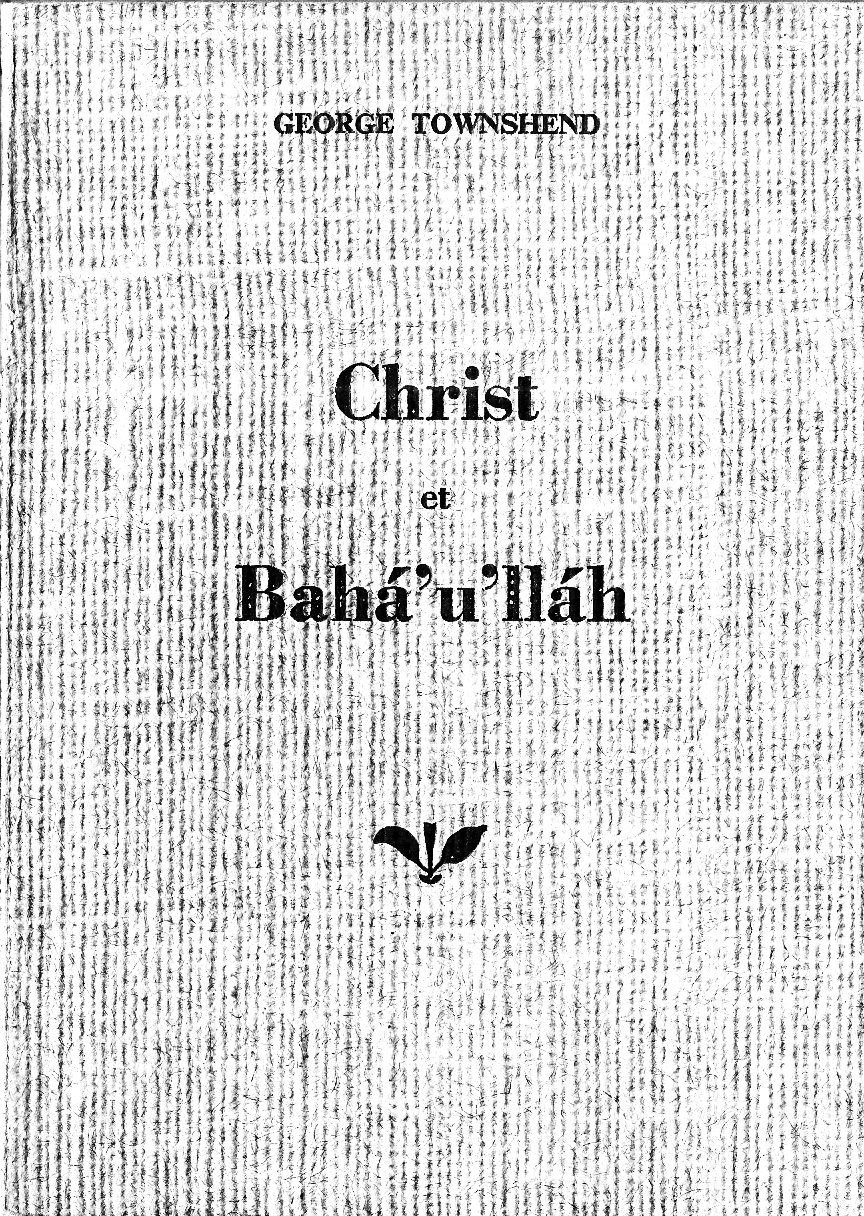 GEORGE TOWNSHEND
Christ
et
Bahá’u’lláh